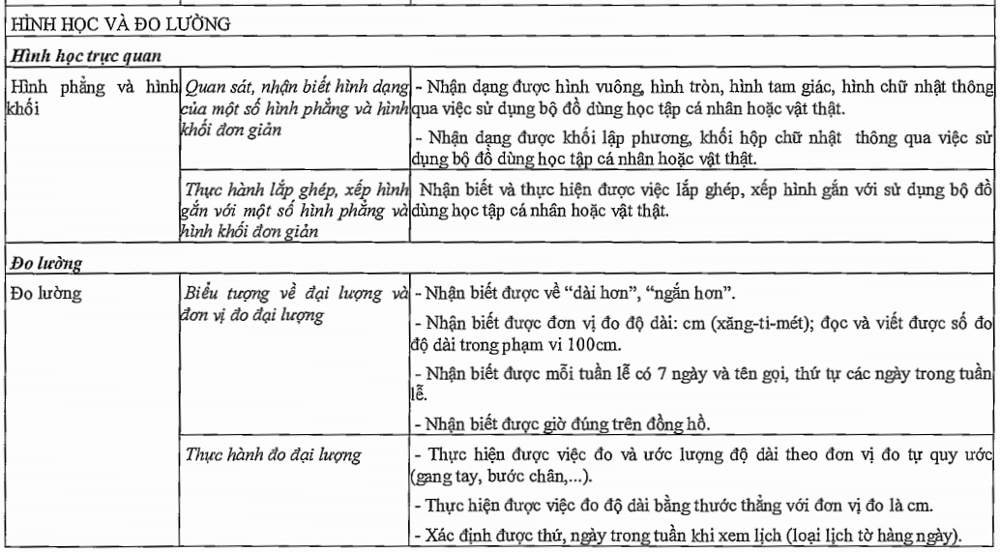 HÌNH HỌC VÀ ĐO LƯỜNG
Hình học trực quan
Hình phẳng và hình
khối
Quan sát, nhận biết hình dạng
của một số hình phẳng và hình
khối đơn giản
- Nhận dạng được hình vuông, hình tròn, hình tam giác, hình chữ nhật thông
qua việc sử dụng bộ đồ dùng học tập cá nhân hoặc vật thật.
- Nhận dạng được khối lập phương, khối hộp chữ nhật thông qua việc sử
dụng bộ đồ dùng học tập cá nhân hoặc vật thật.
Thực hành lắp ghép, xếp hình
gắn với một số hình phẳng và
hình khối đơn giản
Nhận biết và thực hiện được việc lắp ghép, xếp hình gắn với sử dụng bộ đồ
dùng học tập cá nhân hoặc vật thật.
Đo lường
Đo lường
Biểu tượng về đại lượng và
đơn vị đo đại lượng
- Nhận biết được về “dài hơn”, “ngắn hơn”.
- Nhận biết được đơn vị đo độ dài: cm (xăng-ti-mét); đọc và viết được số đo
độ dài trong phạm vi 100cm.
- Nhận biết được mỗi tuần lễ có 7 ngày và tên gọi, thứ tự các ngày trong tuần
lễ.
- Nhận biết được giờ đúng trên đồng hồ.
Thực hành đo đại lượng
- Thực hiện được việc đo và ước lượng độ dài theo đơn vị đo tự quy ước
(gang tay, bước chân,...).
- Thực hiện được việc đo độ dài bằng thước thẳng với đơn vị đo là cm.
- Xác định được thứ, ngày trong tuần khi xem lịch (loại lịch tờ hàng ngày).